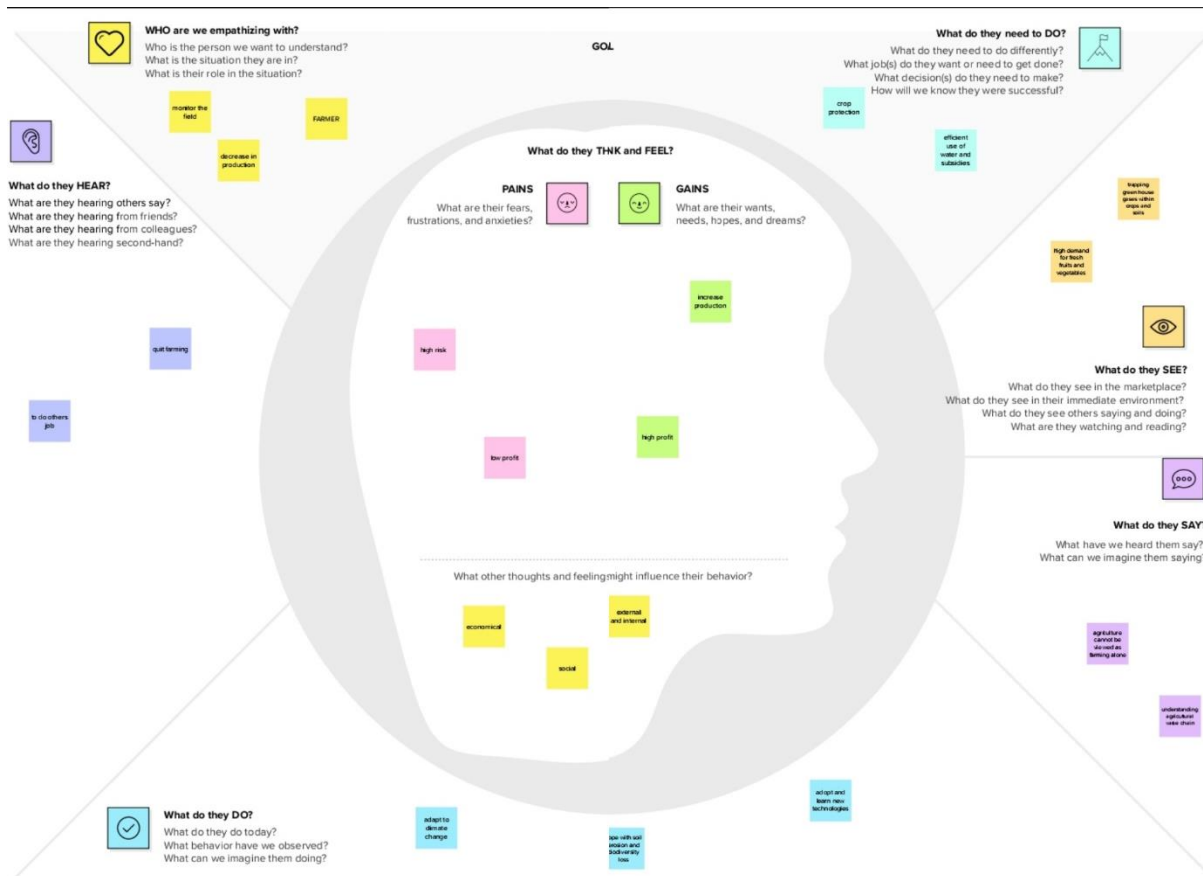 WHO are we empathizing with?
Who is the person we want to understand?
What is the situation they are in?
What is their role in the situation?
monitor the
field
decrease in
production
FARMER
GOL
What do they need to DO?
What do they need to do differently?
What job(s) do they want or need to get done?
What decision(s) do they need to make?
How will we know they were successful?
crop
protection
efficient
use of
water and
subsidies
What do they HEAR?
What are they hearing others say?
What are they hearing from friends?
What are they hearing from colleagues?
What are they hearing second-hand?
quit farming
to do others
job
What do they THNK and FEEL?
PAINS
What are their fears,
frustrations, and anxieties?
GAINS
What are their wants,
needs, hopes, and dreams?
high risk
low profit
increase
production
high profit
What other thoughts and feelingmight influence their behavior?
economical
social
external
and internal
trapping
green house
gases within
crops and
soils
high demand
for fresh
fruits and
vegetables
What do they SEE?
What do they see in the marketplace?
What do they see in their immediate environment?
What do they see others saying and doing?
What are they watching and reading?
What do they SAY?
What have we heard them say?
What can we imagine them saying?
agriculture
cannot be
viewed as
farming alone
understanding
agricultural
value chain
What do they DO?
What do they do today?
What behavior have we observed?
What can we imagine them doing?
adapt to
climate
change
ope with soil
erosion and
biodiversity
loss
adopt and
learn new
technologies